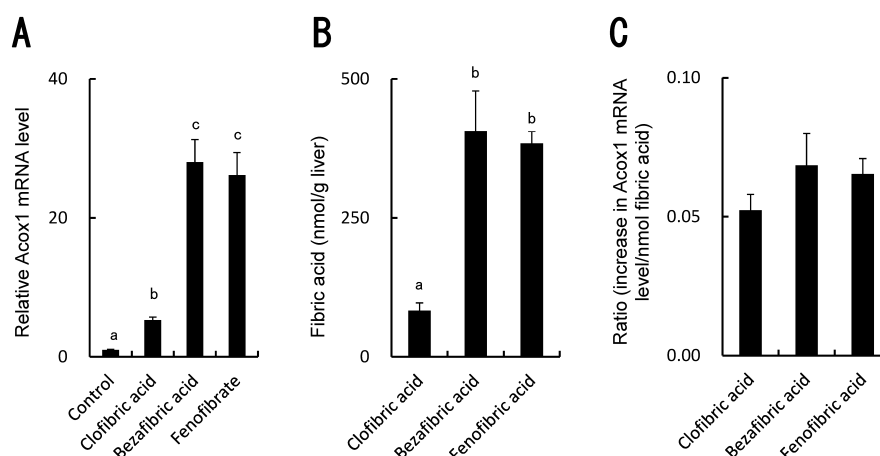 A
Relative Acox1 mRNA level
40
20
0
a
b
c
c
Control
Clofibric acid
Bezafibric acid
Fenofibrate
B
Fibric acid (nmol/g liver)
500
250
0
a
b
b
Clofibric acid
Bezafibric acid
Fenofibric acid
C
Ratio (increase in Acox1 mRNA
level/nmol fibric acid)
0.10
0.05
0.00
Clofibric acid
Bezafibric acid
Fenofibric acid